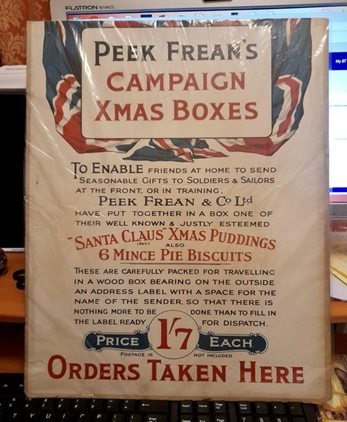 FLATRON W1943S
PEEK FREAN'S
CAMPAIGN
XMAS BOXES
TO ENABLE FRIENDS AT HOME TO SEND
SEASONABLE GIFTS TO SOLDIERS & SAILORS
AT THE FRONT, OR IN TRAINING,
PEEK FREAN & Co Ltd
HAVE PUT TOGETHER IN A BOX ONE OF
THEIR WELL KNOWN & JUSTLY ESTEEMED
"SANTA CLAUS" XMAS PUDDINGS
ALSO
6 MINCE PIE BISCUITS
THESE ARE CAREFULLY PACKED FOR TRAVELLING
IN A WOOD BOX BEARING ON THE OUTSIDE
AN ADDRESS LABEL WITH A SPACE FOR THE
NAME OF THE SENDER, SO THAT THERE IS
NOTHING MORE TO BE DONE THAN TO FILL IN
THE LABEL READY FOR DISPATCH.
PRICE 1/7 EACH
POSTAGE IS NOT INCLUDED
ORDERS TAKEN HERE